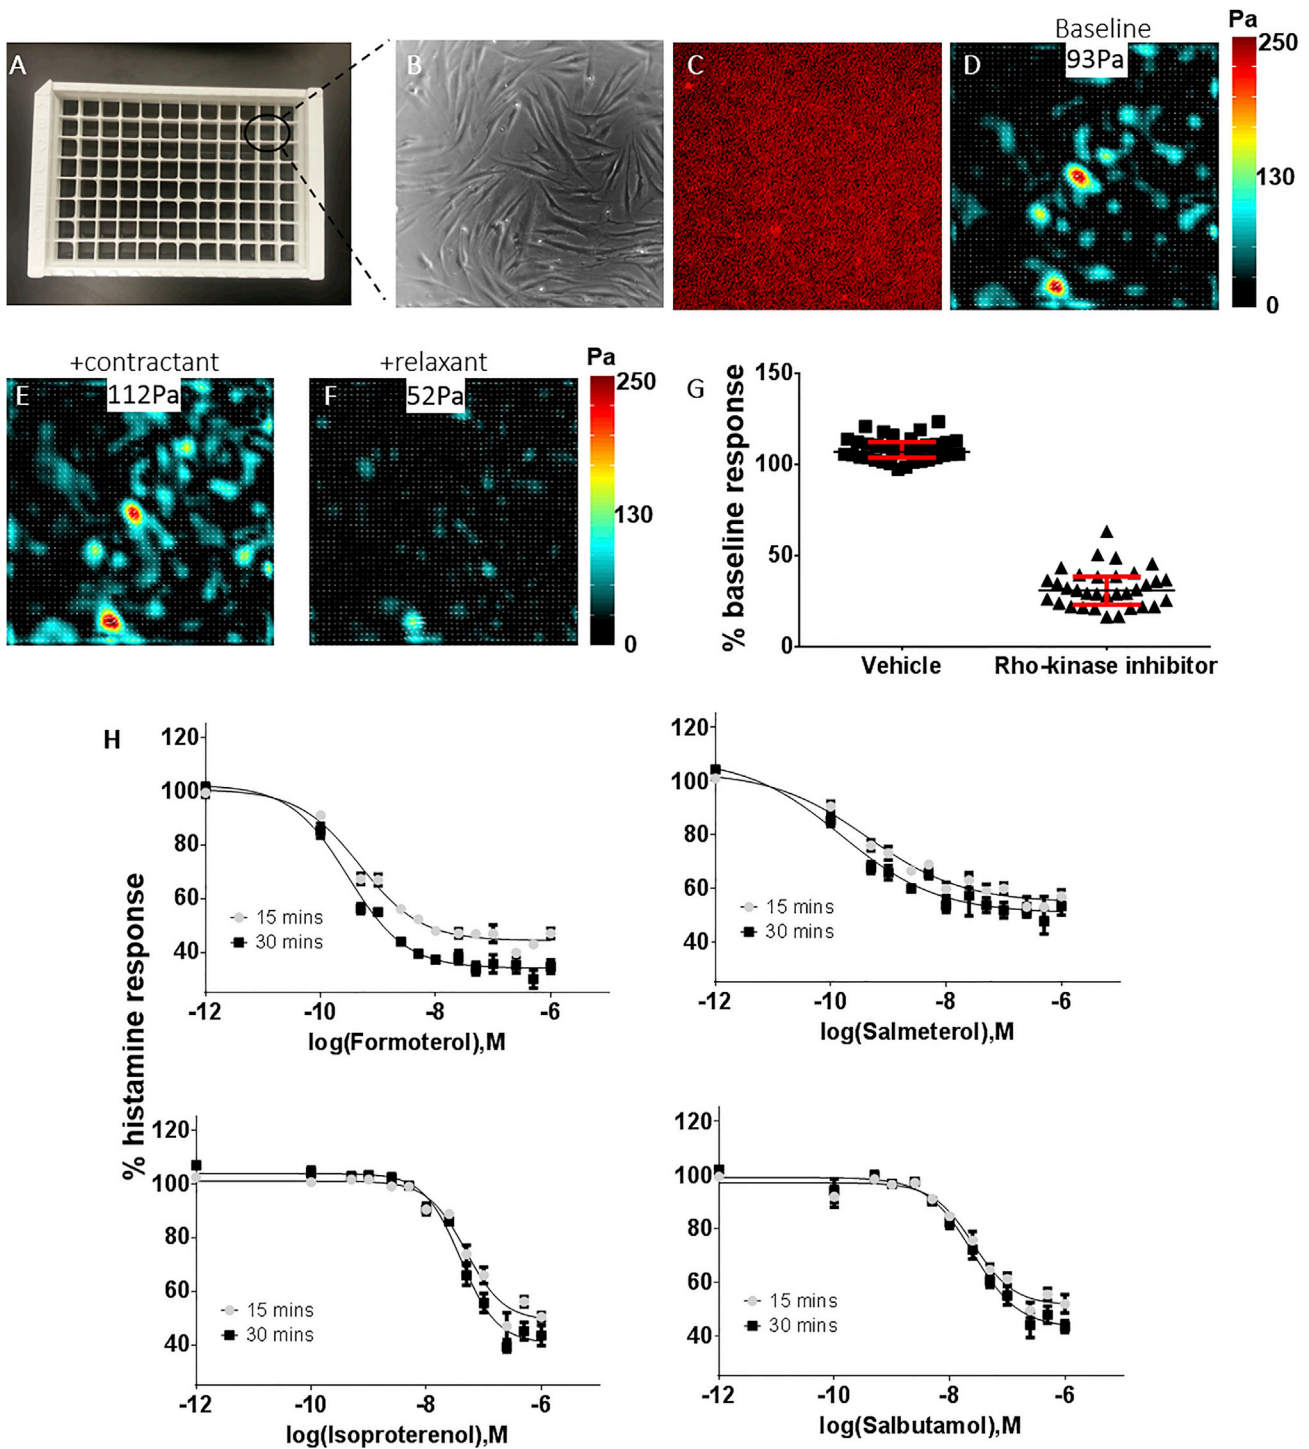 A
B
C
Baseline
D
93Pa
Pa
250
130
0
+contractant
E
112Pa
+relaxant
F
52Pa
Pa
250
130
0
G
% baseline response
150
100
50
0
Vehicle
Rho-kinase inhibitor
H
% histamine response
120
100
80
60
40
15 mins
30 mins
-12
-10
-8
-6
log(Formoterol),M
120
100
80
60
40
15 mins
30 mins
-12
-10
-8
-6
log(Salmeterol),M
120
100
80
60
40
15 mins
30 mins
-12
-10
-8
-6
log(Isoproterenol),M
120
100
80
60
40
15 mins
30 mins
-12
-10
-8
-6
log(Salbutamol),M